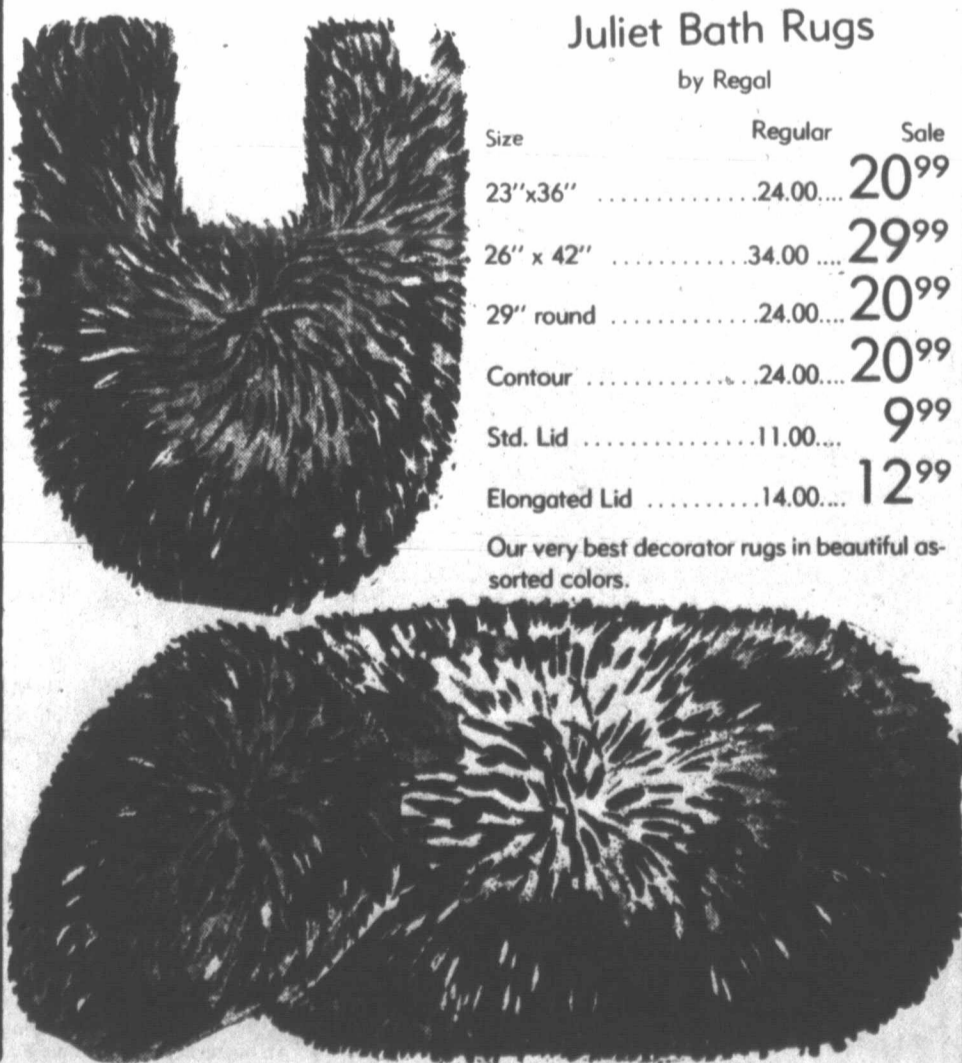 Juliet Bath Rugs
by Regal
Size Regular Sale
23"x36" ..............24.00.... 20⁹⁹
26" x 42" .............34.00 .... 29⁹⁹
29" round ..............24.00.... 20⁹⁹
Contour ................24.00.... 20⁹⁹
Std. Lid ................11.00.... 9⁹⁹
Elongated Lid ..........14.00.... 12⁹⁹
Our very best decorator rugs in beautiful as-
sorted colors.